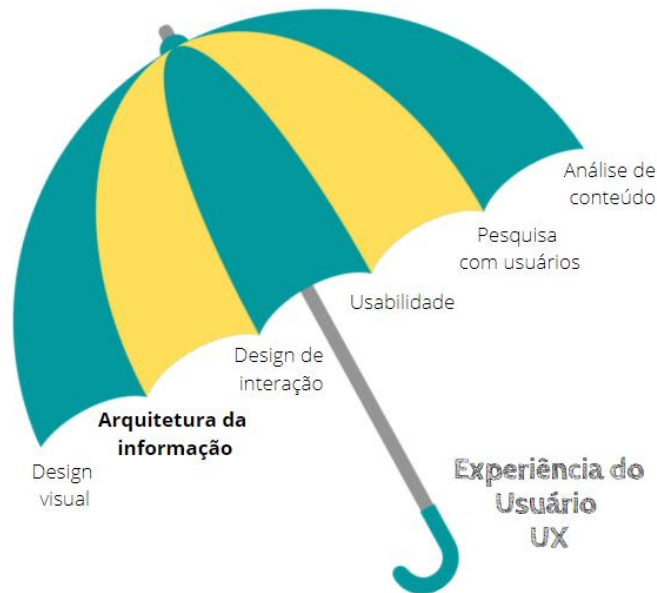 Análise de
conteúdo
Pesquisa
com usuários
Usabilidade
Design de
interação
Arquitetura da
informação
Design
visual
Experiência do
Usuário
UX